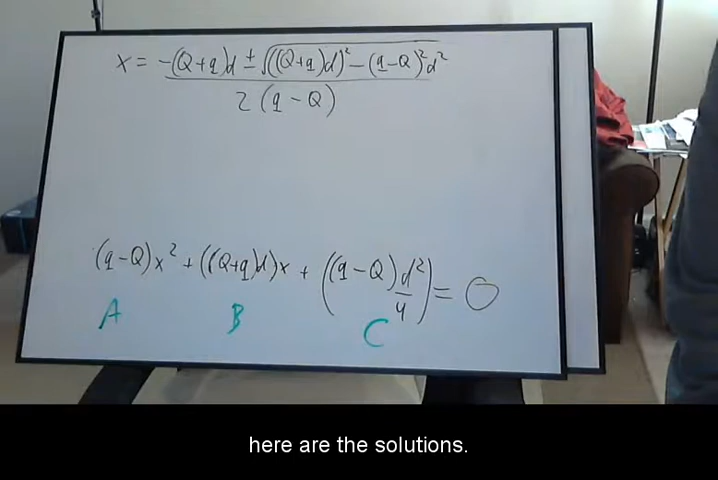 x = -(Q+q)d ± √((Q+q)d)² - (q-Q)²d²
2(q-Q)
(q-Q)x² + ((Q+q)d)x + ((q-Q)d²/4) = 0
A B C
here are the solutions.